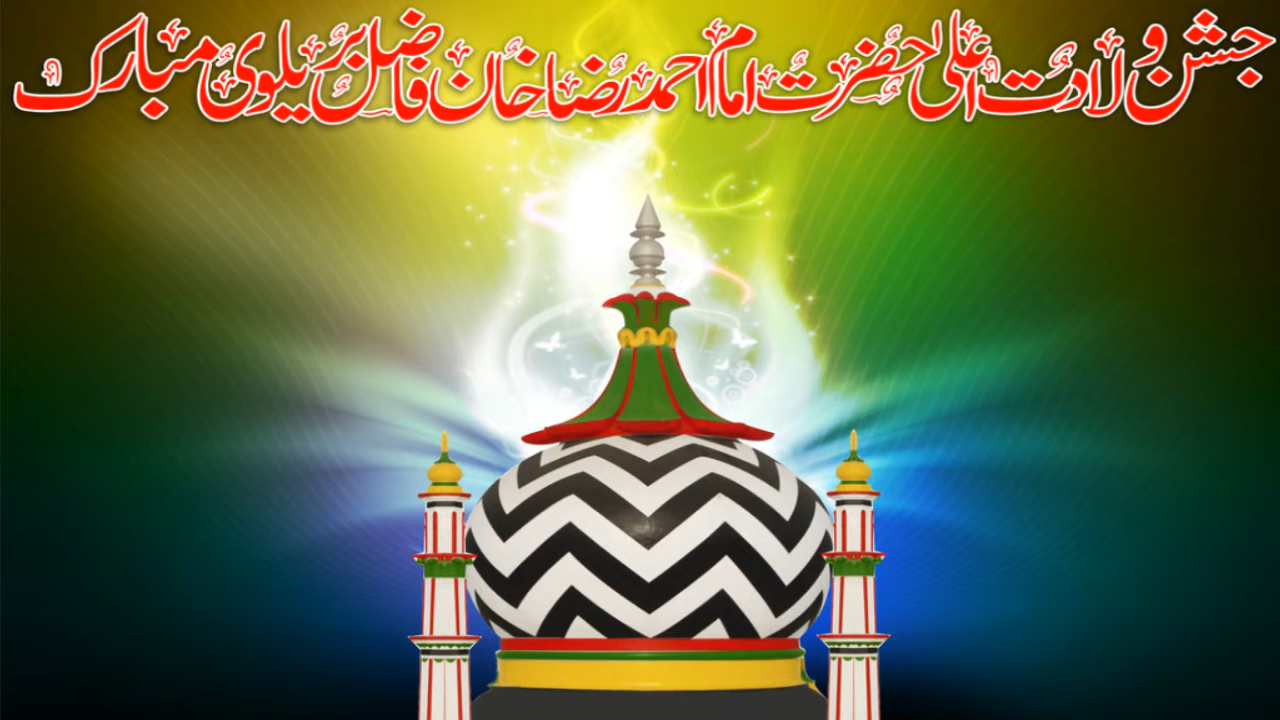 جشن ولادت اعلیٰ حضرت امام احمد رضا خان فاضل بریلوی مبارک